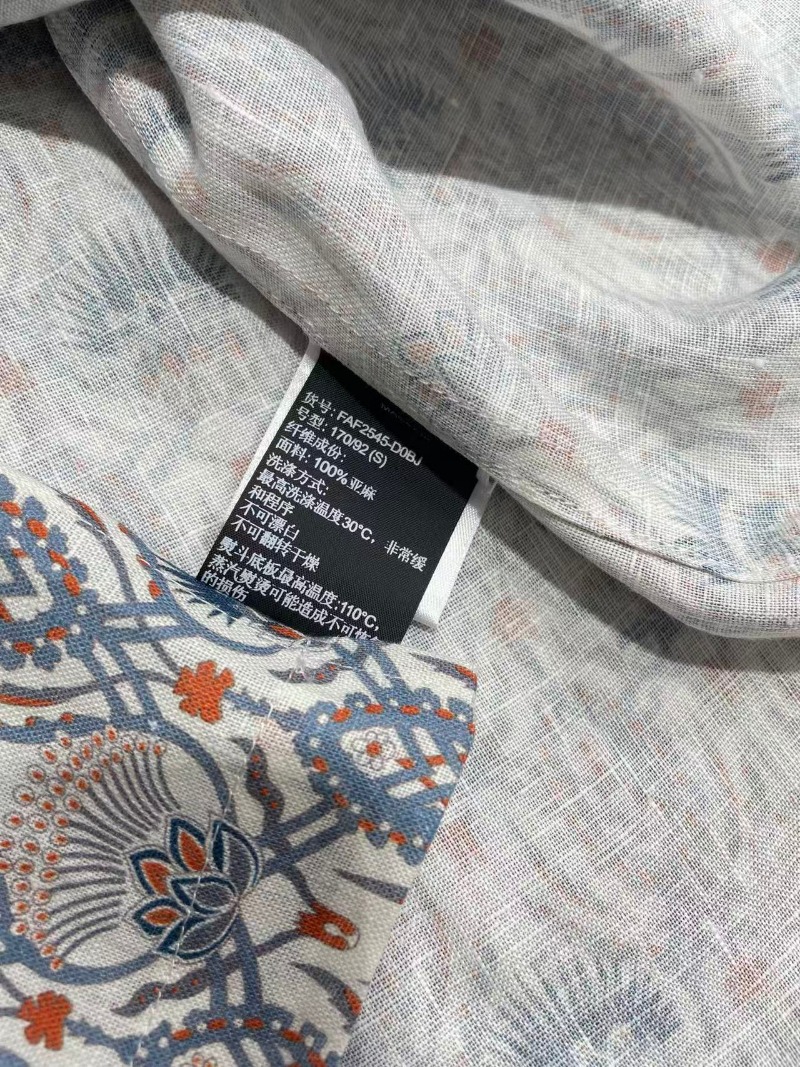 货号: FAF2545-D0BJ
号型: 170/92 (S)
纤维成份:
面料: 100%亚麻
洗涤方式:
最高洗涤温度30°C，非常缓
和程序
不可漂白
不可翻转干燥
熨斗底板最高温度:110°C,
蒸汽熨烫可能造成不可恢
的损伤